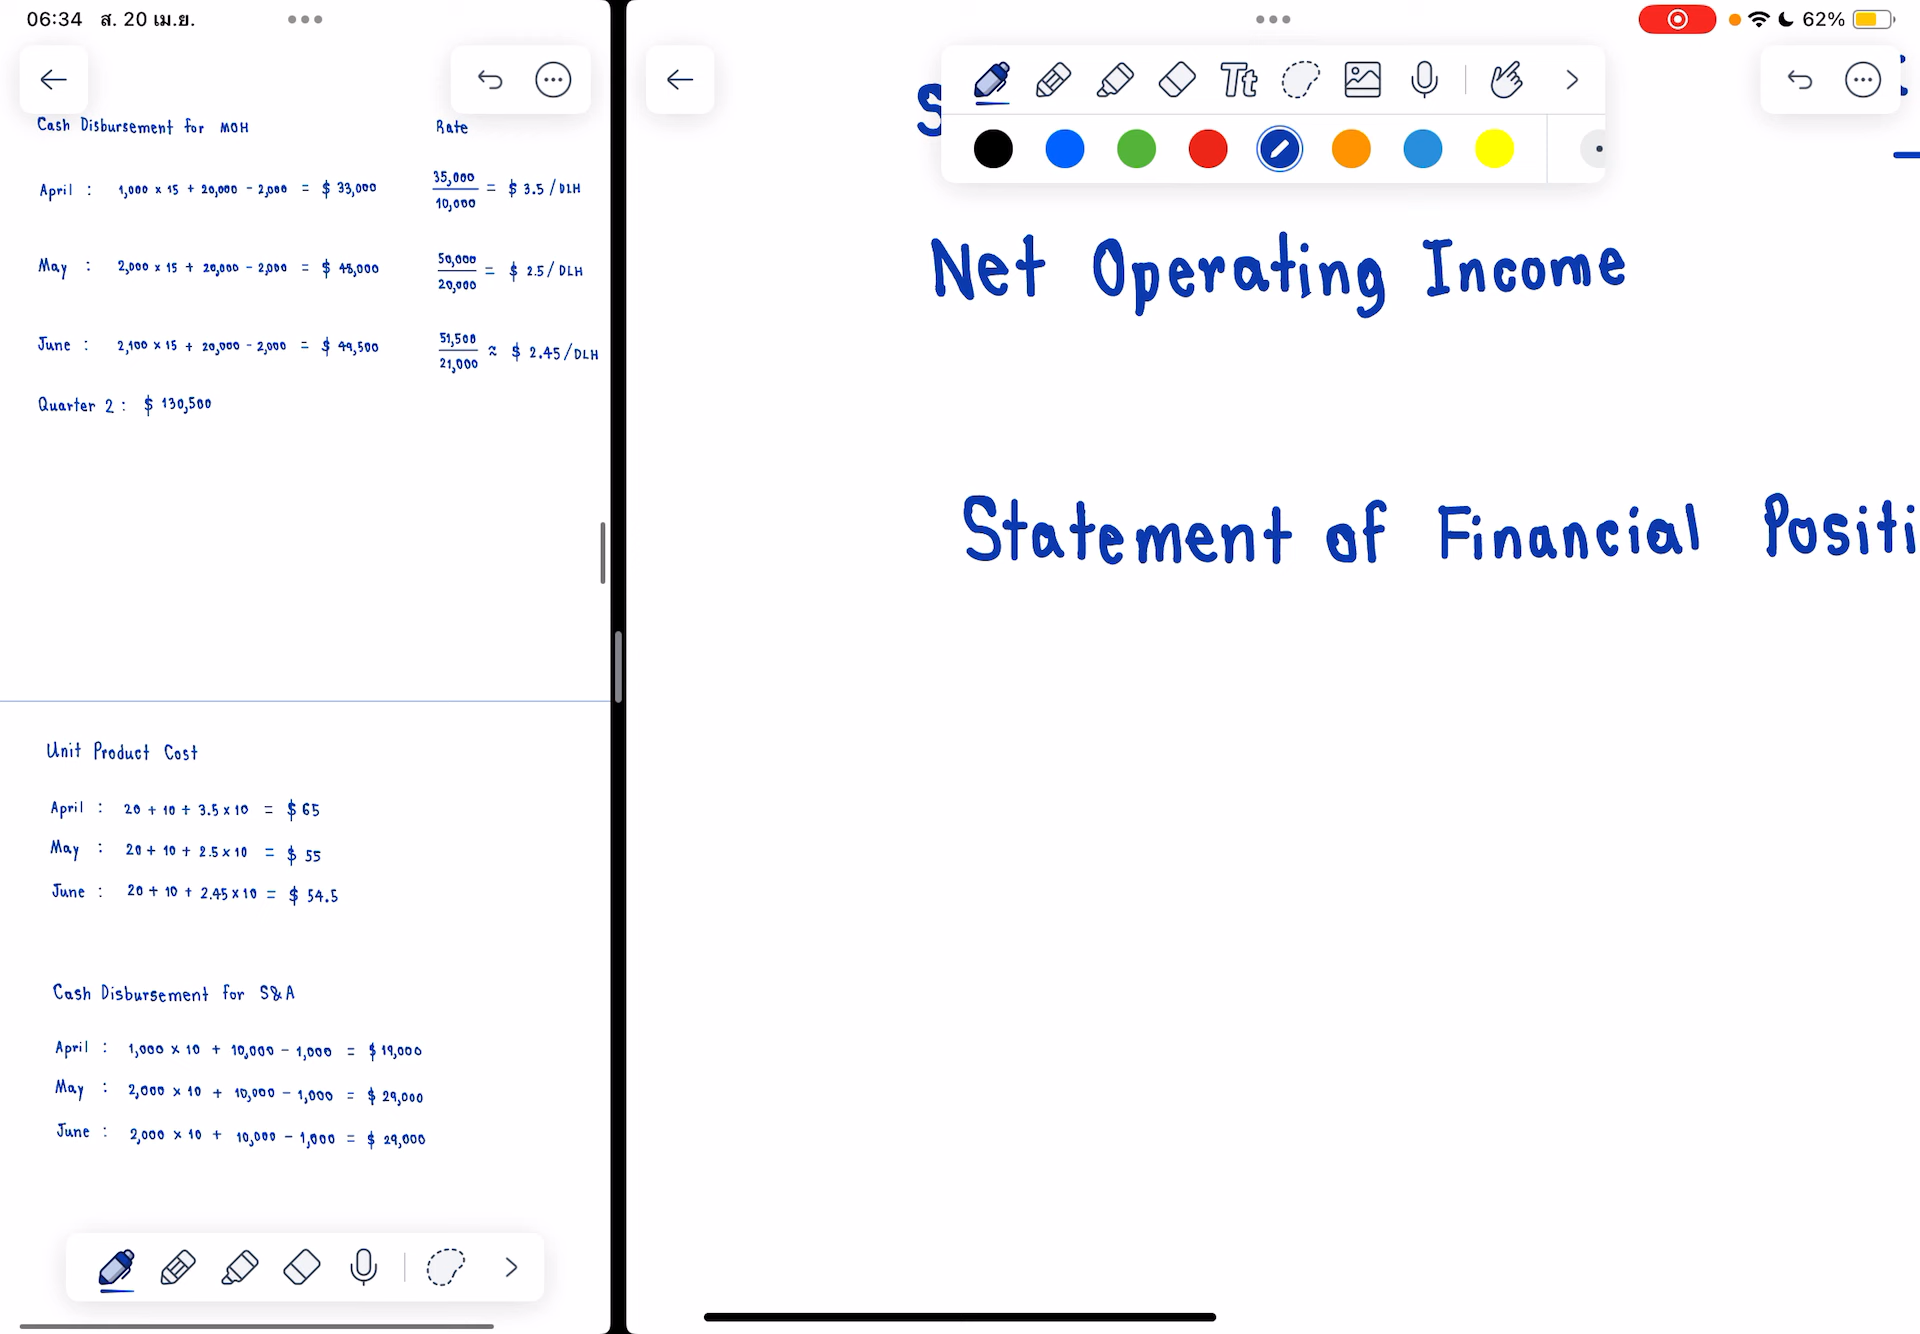 06:34 ส. 20 เม.ย.
62%
Cash Disbursement for MOH Rate
April : 1,000 x 15 + 20,000 - 2,000 = $ 33,000 35,000 / 10,000 = $ 3.5 / DLH
May : 2,000 x 15 + 20,000 - 2,000 = $ 48,000 50,000 / 20,000 = $ 2.5 / DLH
June : 2,100 x 15 + 20,000 - 2,000 = $ 49,500 51,500 / 21,000 ≈ $ 2.45 / DLH
Quarter 2 : $ 130,500
Unit Product Cost
April : 20 + 10 + 3.5 x 10 = $ 65
May : 20 + 10 + 2.5 x 10 = $ 55
June : 20 + 10 + 2.45 x 10 = $ 54.5
Cash Disbursement for S&A
April : 1,000 x 10 + 10,000 - 1,000 = $ 19,000
May : 2,000 x 10 + 10,000 - 1,000 = $ 29,000
June : 2,000 x 10 + 10,000 - 1,000 = $ 29,000
Tt
Net Operating Income
Statement of Financial Positi